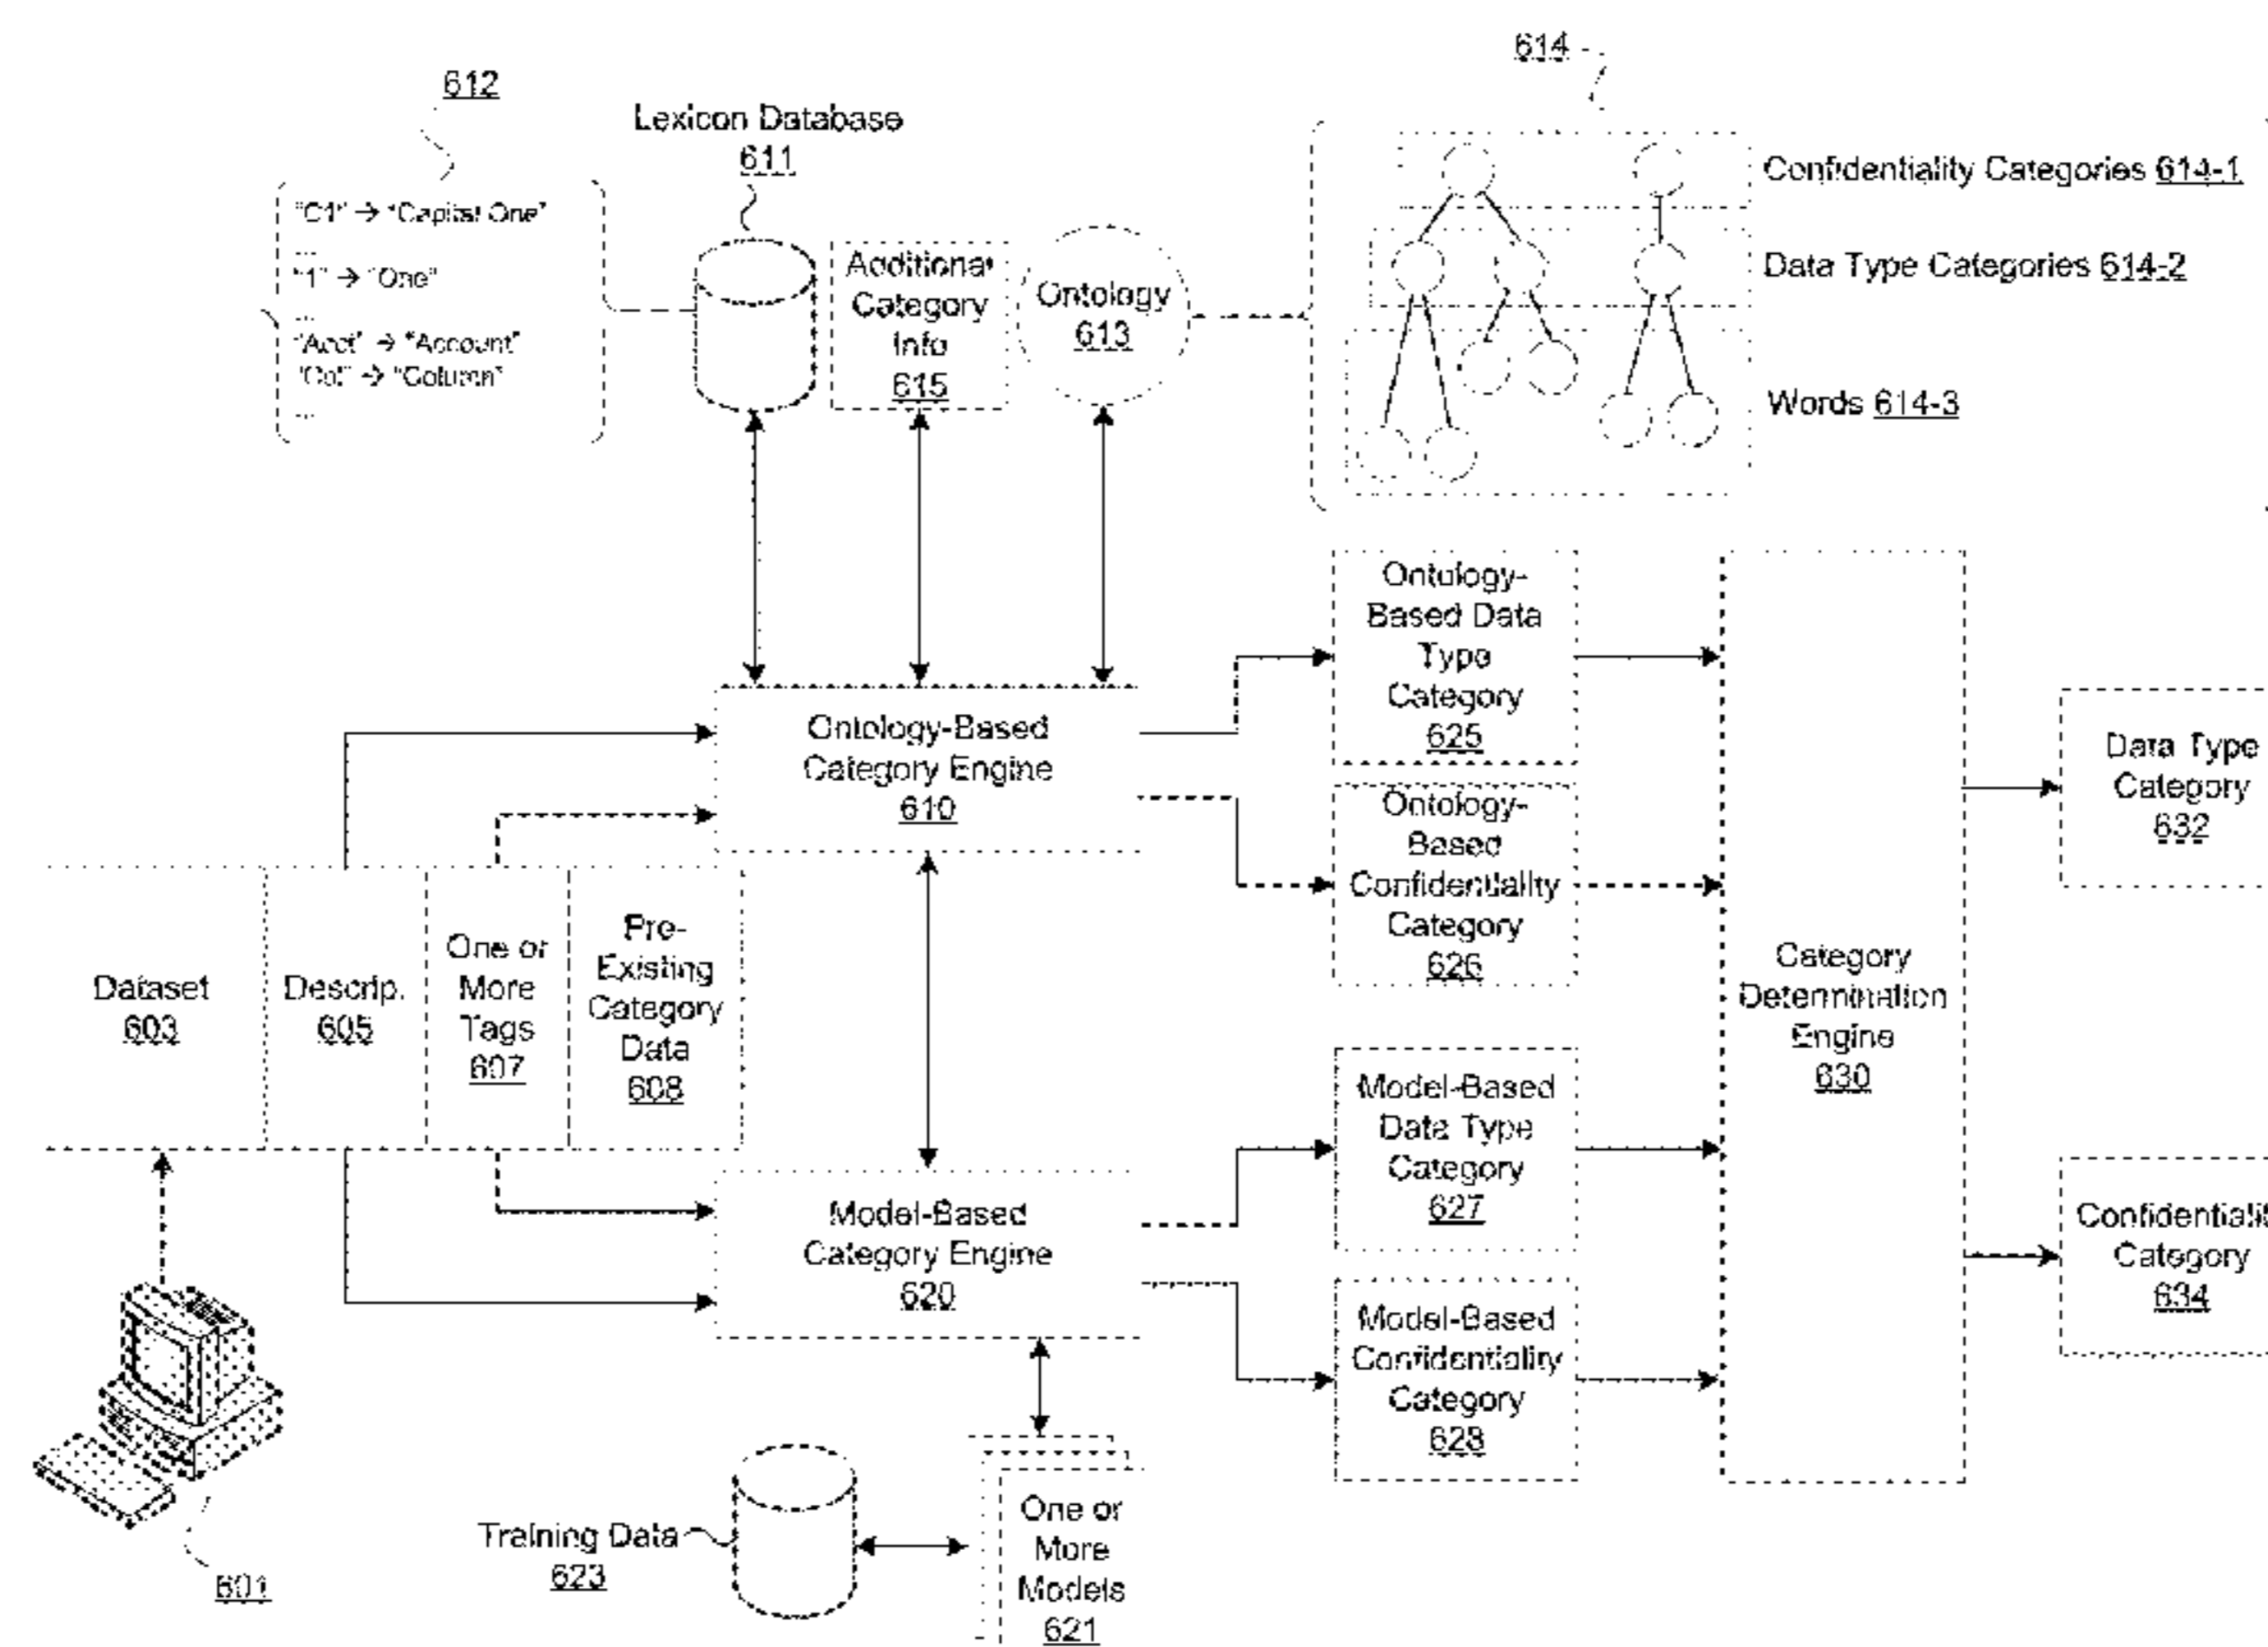 612
"C1" → "Capital One"
...
"1" → "One"
...
"Acct" → "Account"
"Col" → "Column"
...
Lexicon Database
611
Additional
Category
Info
615
Ontology
613
614
Confidentiality Categories 614-1
Data Type Categories 614-2
Words 614-3
Ontology-Based
Category Engine
610
Ontology-
Based Data
Type
Category
625
Ontology-
Based
Confidentiality
Category
626
Data Type
Category
632
Dataset
603
Descrip.
605
One or
More
Tags
607
Pre-
Existing
Category
Data
608
Category
Determination
Engine
630
Model-Based
Category Engine
620
Model-Based
Data Type
Category
627
Model-Based
Confidentiality
Category
628
Confidentialit
Category
634
Training Data
623
One or
More
Models
621
601